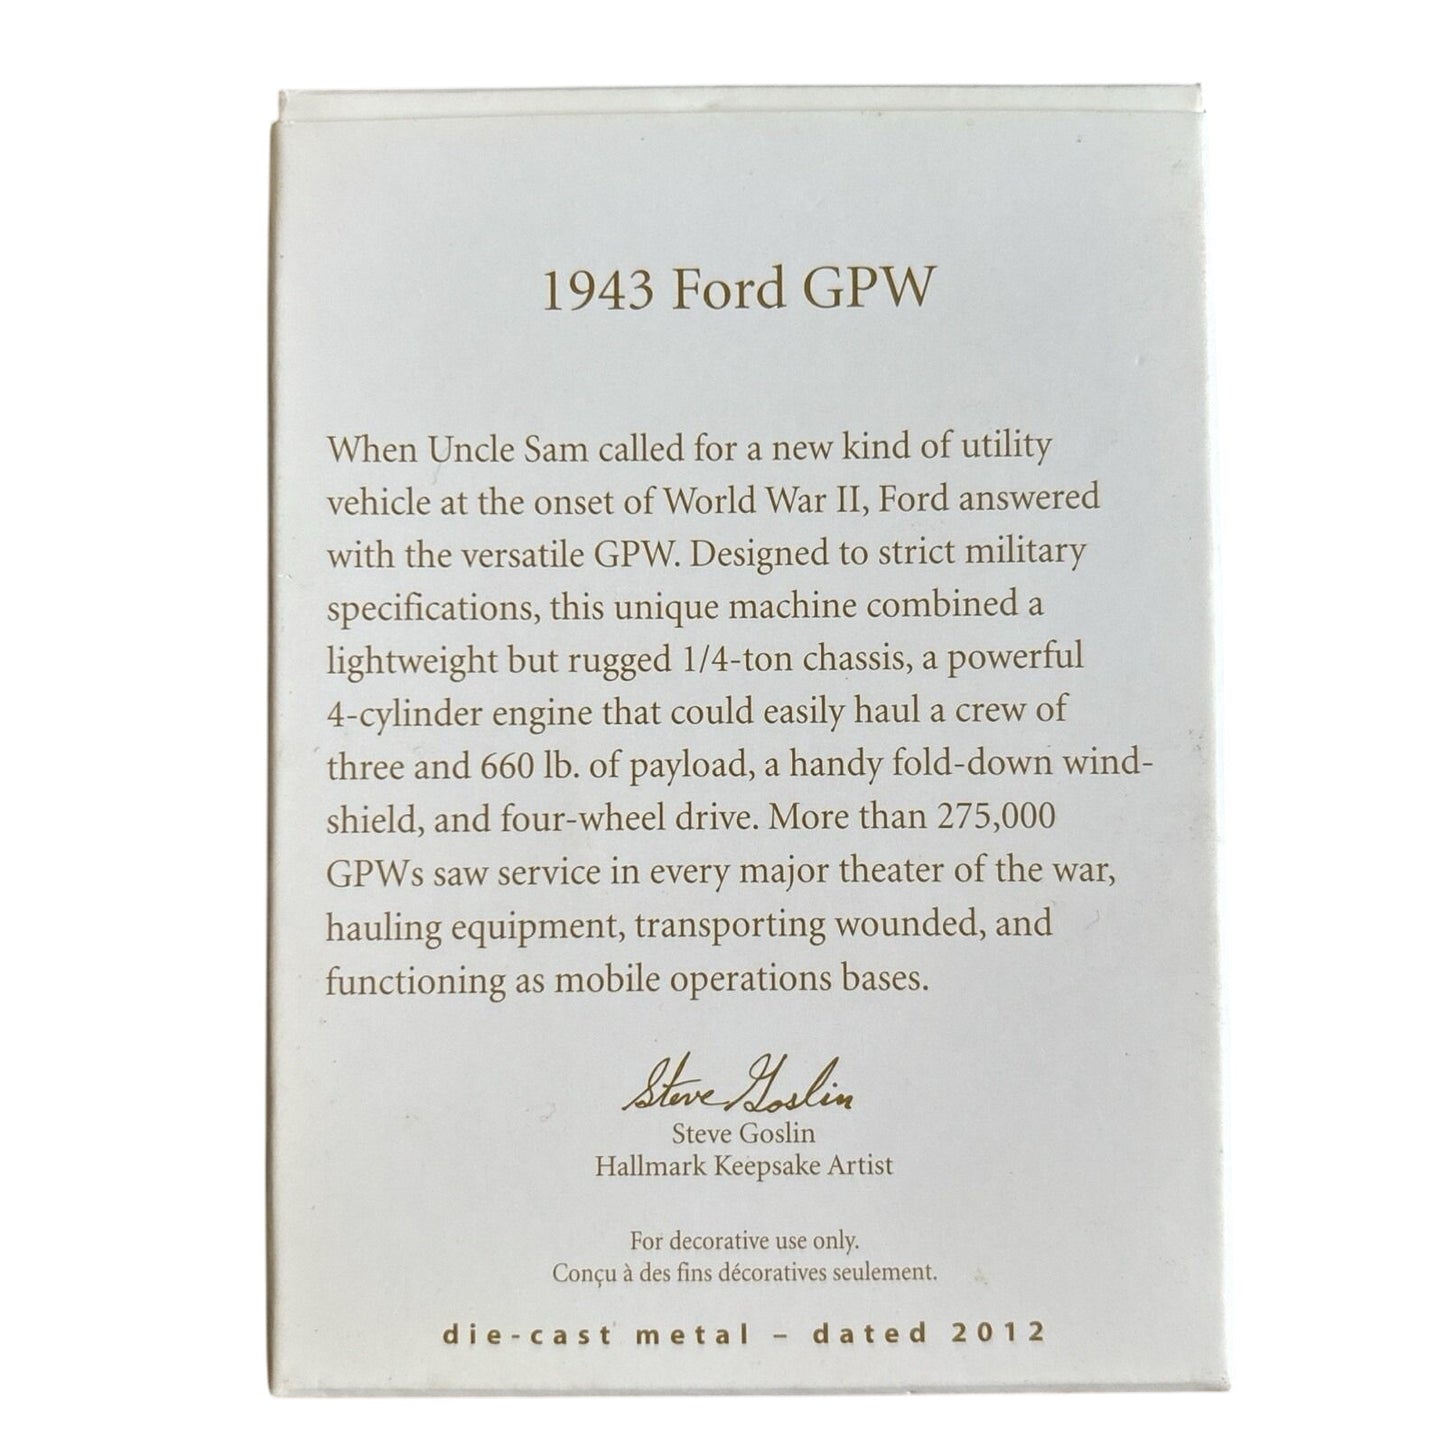 1943 Ford GPW
When Uncle Sam called for a new kind of utility
vehicle at the onset of World War II, Ford answered
with the versatile GPW. Designed to strict military
specifications, this unique machine combined a
lightweight but rugged 1/4-ton chassis, a powerful
4-cylinder engine that could easily haul a crew of
three and 660 lb. of payload, a handy fold-down wind-
shield, and four-wheel drive. More than 275,000
GPWs saw service in every major theater of the war,
hauling equipment, transporting wounded, and
functioning as mobile operations bases.
Steve Goslin
Steve Goslin
Hallmark Keepsake Artist
For decorative use only.
Conçu à des fins décoratives seulement.
die-cast metal – dated 2012